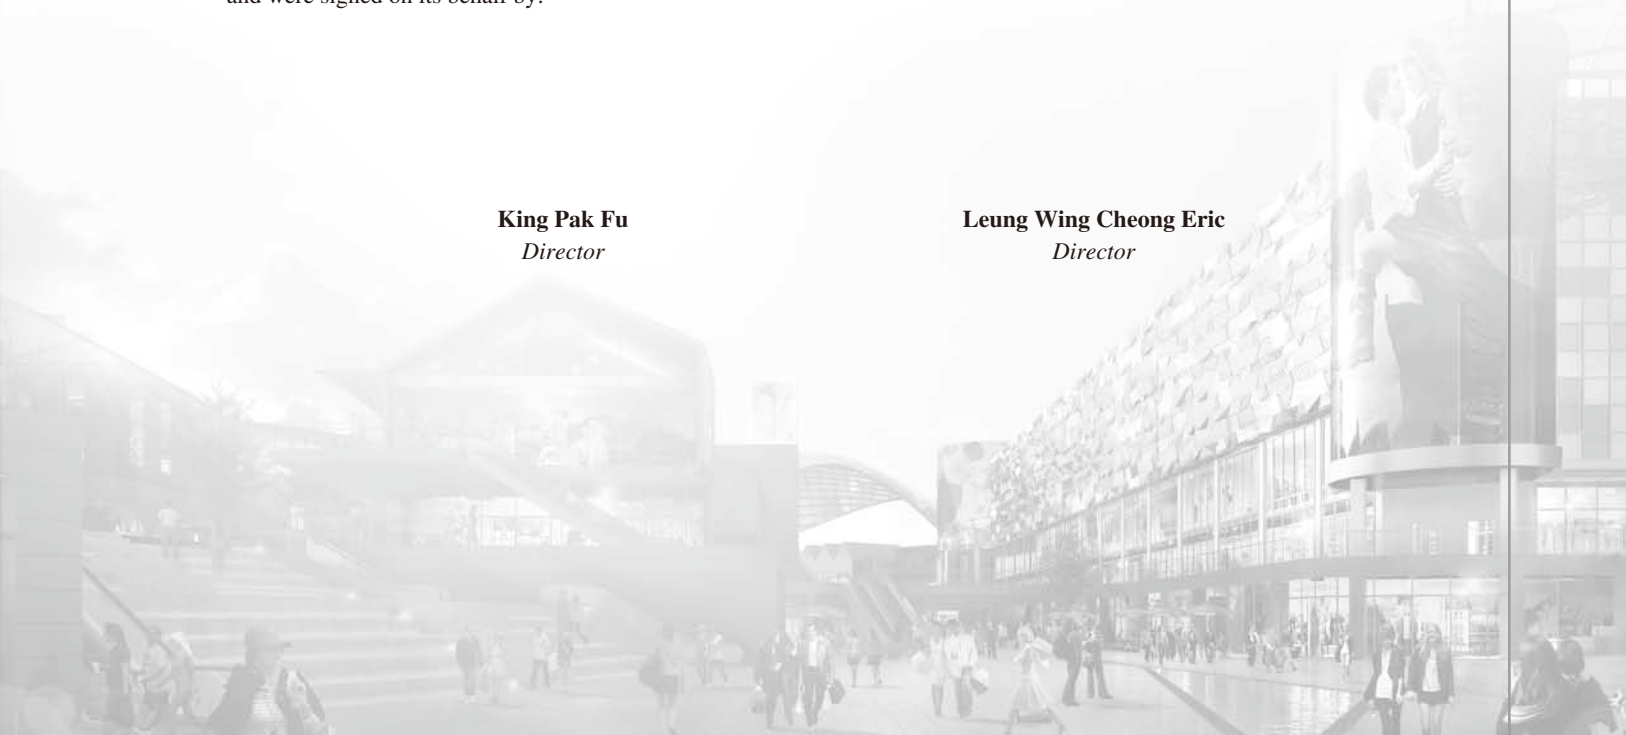 and were signed on its behalf by:
King Pak Fu
Leung Wing Cheong Eric
Director
Director